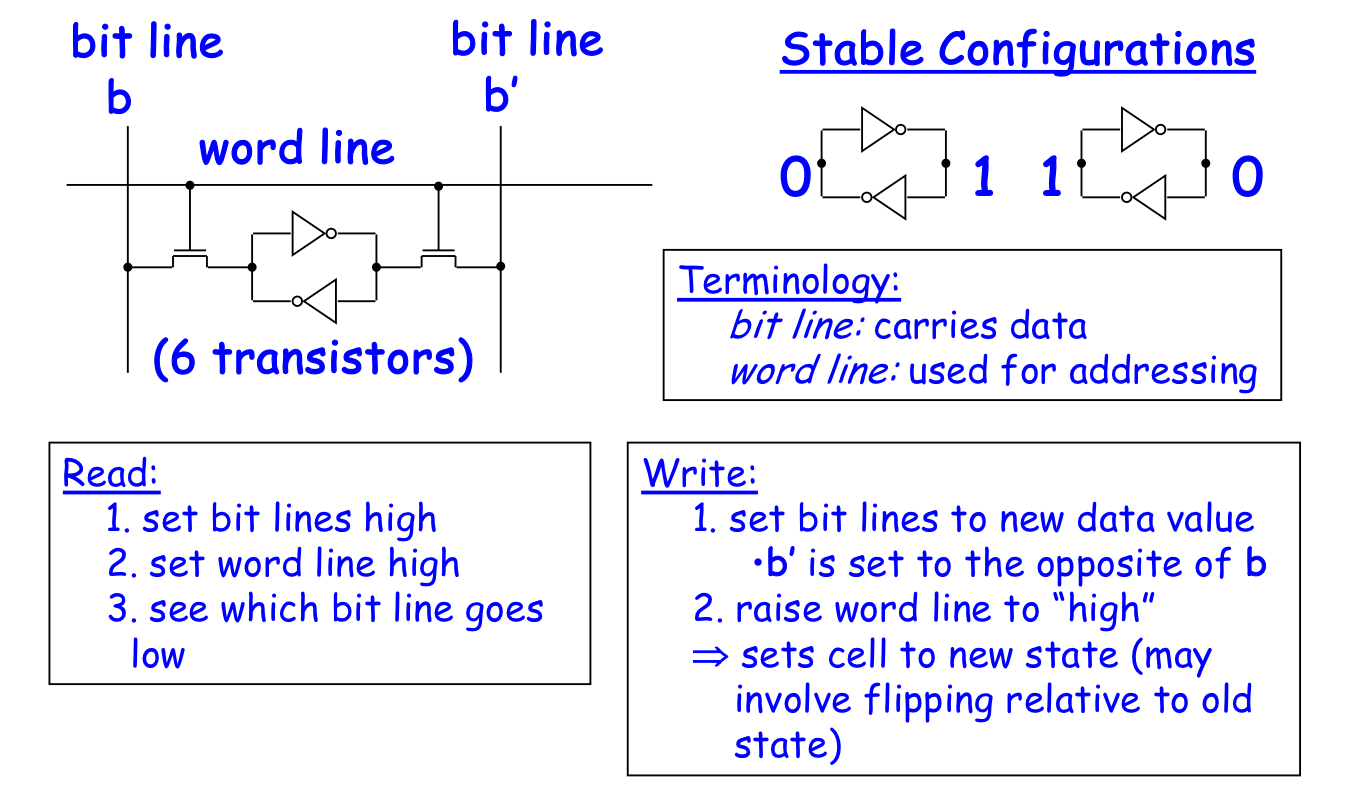 bit line
b
bit line
b’
word line
(6 transistors)
Stable Configurations
0 1 1 0
Terminology:
bit line: carries data
word line: used for addressing
Read:
1. set bit lines high
2. set word line high
3. see which bit line goes
low
Write:
1. set bit lines to new data value
•b’ is set to the opposite of b
2. raise word line to “high”
⇒ sets cell to new state (may
involve flipping relative to old
state)